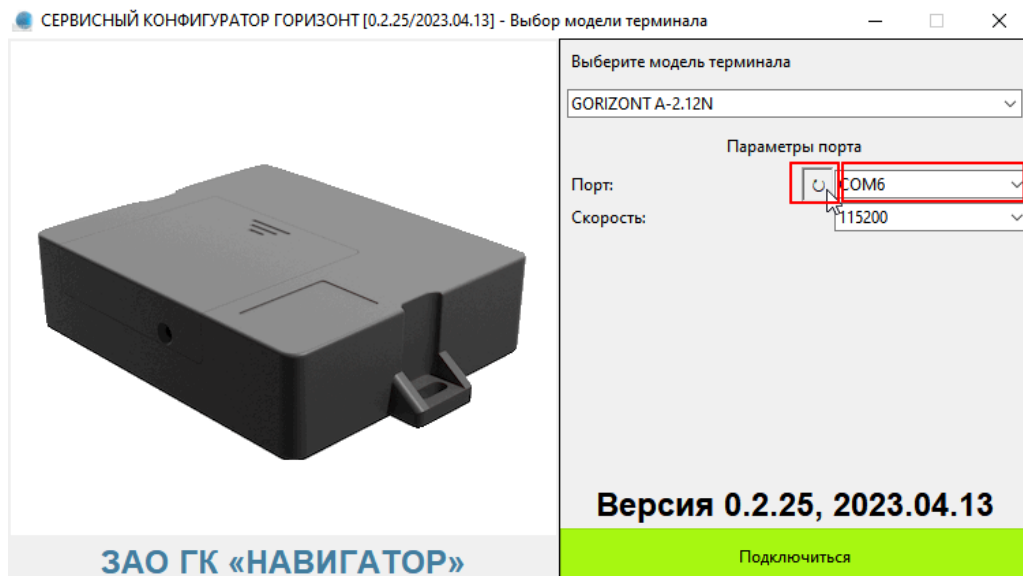 СЕРВИСНЫЙ КОНФИГУРАТОР ГОРИЗОНТ [0.2.25/2023.04.13] - Выбор модели терминала
Выберите модель терминала
GORIZONT A-2.12N
Параметры порта
Порт:
COM6
Скорость:
115200
Версия 0.2.25, 2023.04.13
ЗАО ГК «НАВИГАТОР»
Подключиться